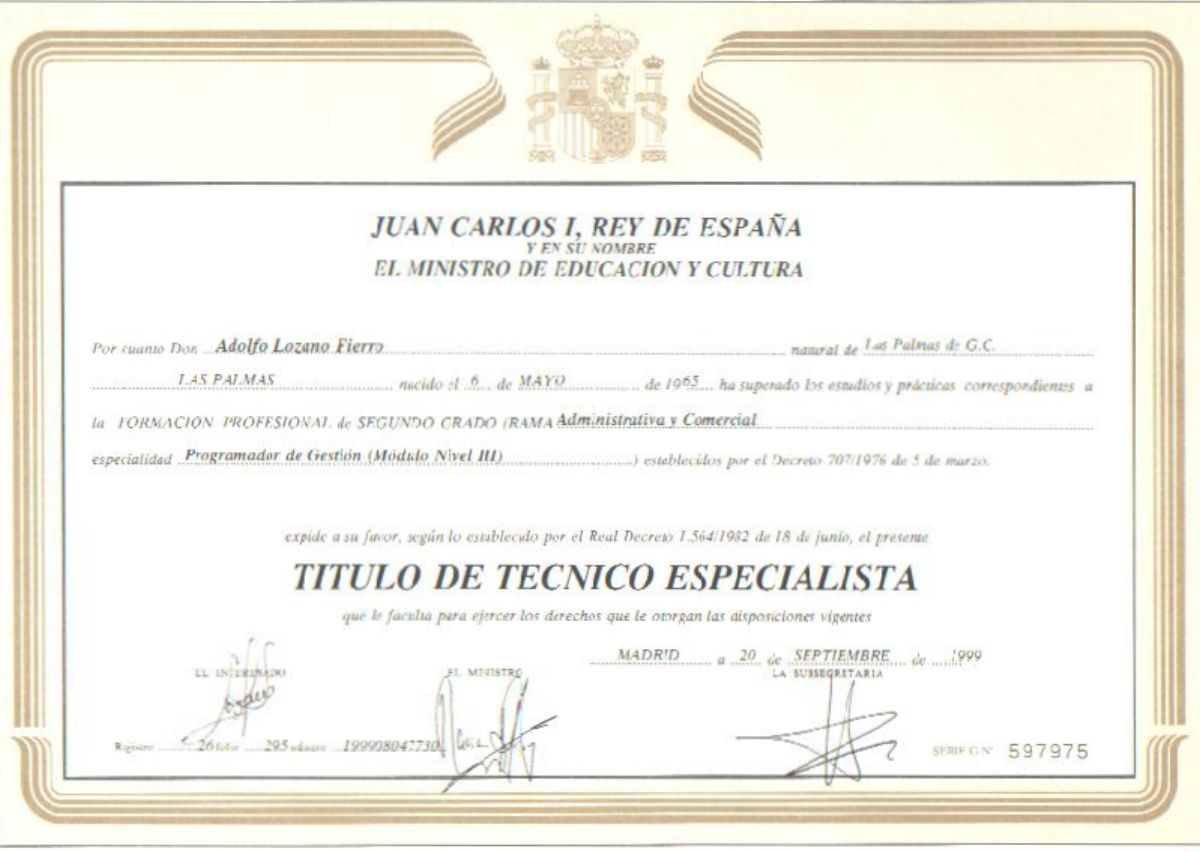 JUAN CARLOS I, REY DE ESPAÑA
Y EN SU NOMBRE
EL MINISTRO DE EDUCACION Y CULTURA
Por cuanto Don Adolfo Lozano Fierro natural de Las Palmas de G.C.
LAS PALMAS nacido el 6 de MAYO de 1965 ha superado los estudios y prácticas correspondientes a
la FORMACION PROFESIONAL de SEGUNDO GRADO (RAMA Administrativa y Comercial
especialidad Programador de Gestión (Módulo Nivel III) ) establecidos por el Decreto 707/1976 de 5 de marzo.
expide a su favor, según lo establecido por el Real Decreto 1.564/1982 de 18 de junio, el presente
TITULO DE TECNICO ESPECIALISTA
que le faculta para ejercer los derechos que le otorgan las disposiciones vigentes
MADRID a 20 de SEPTIEMBRE de 1999
EL INTERESADO EL MINISTRO LA SUBSECRETARIA
Registro 26 folio 295 número 199908047730 SERIE G Nº 597975